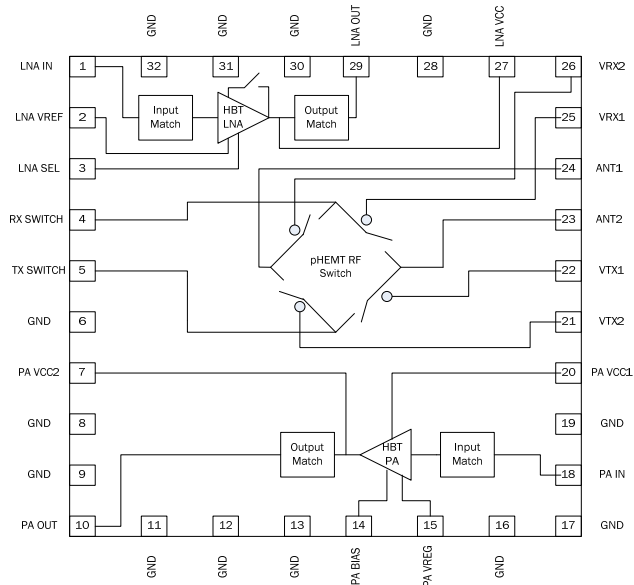 GND
GND
GND
LNA OUT
GND
LNA VCC
LNA IN
1
32
31
30
29
28
27
26
VRX2
LNA VREF
2
Input
Match
HBT
LNA
Output
Match
25
VRX1
LNA SEL
3
24
ANT1
RX SWITCH
4
23
ANT2
TX SWITCH
5
pHEMT RF
Switch
22
VTX1
GND
6
21
VTX2
PA VCC2
7
20
PA VCC1
GND
8
19
GND
Output
Match
HBT
PA
Input
Match
GND
9
18
PA IN
PA OUT
10
11
12
13
14
15
16
17
GND
GND
GND
GND
PA BIAS
PA VREG
GND